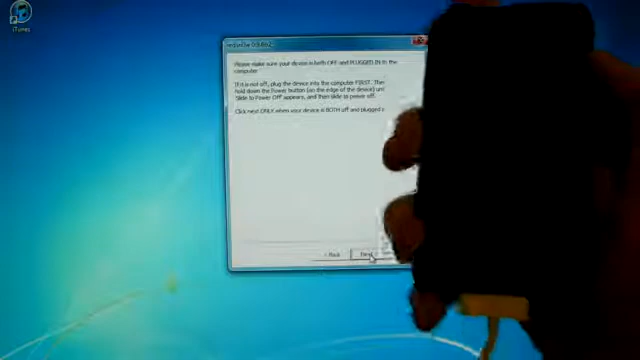 iTunes
Please make sure your device is both OFF and PLUGGED IN to the
computer
If it is not off, plug the device into the computer FIRST. Then
hold down the Power button (on the edge of the device) until
'Slide to Power Off' appears, and then slide to power off.
Click next ONLY when your device is BOTH off and plugged
< Back
Next